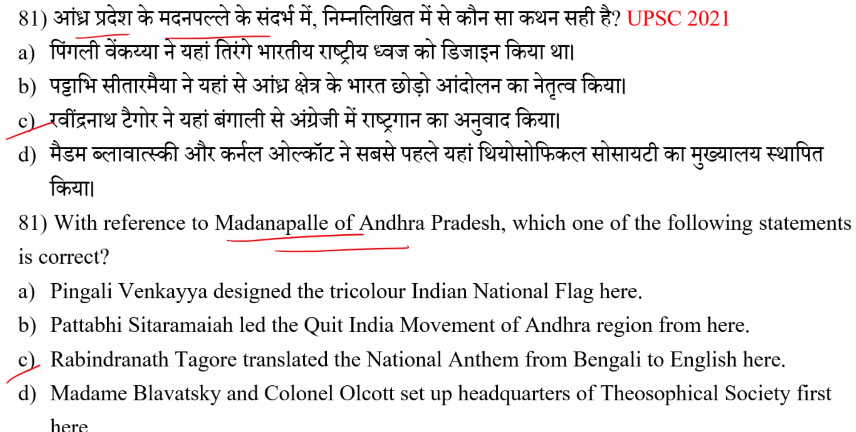 81) आंध्र प्रदेश के मदनपल्ले के संदर्भ में, निम्नलिखित में से कौन सा कथन सही है? UPSC 2021
a) पिंगली वेंकय्या ने यहां तिरंगे भारतीय राष्ट्रीय ध्वज को डिजाइन किया था।
b) पट्टाभि सीतारमैया ने यहां से आंध्र क्षेत्र के भारत छोड़ो आंदोलन का नेतृत्व किया।
c) रवींद्रनाथ टैगोर ने यहां बंगाली से अंग्रेजी में राष्ट्रगान का अनुवाद किया।
d) मैडम ब्लावात्स्की और कर्नल ओल्कॉट ने सबसे पहले यहां थियोसोफिकल सोसायटी का मुख्यालय स्थापित
किया।
81) With reference to Madanapalle of Andhra Pradesh, which one of the following statements
is correct?
a) Pingali Venkayya designed the tricolour Indian National Flag here.
b) Pattabhi Sitaramaiah led the Quit India Movement of Andhra region from here.
c) Rabindranath Tagore translated the National Anthem from Bengali to English here.
d) Madame Blavatsky and Colonel Olcott set up headquarters of Theosophical Society first
here